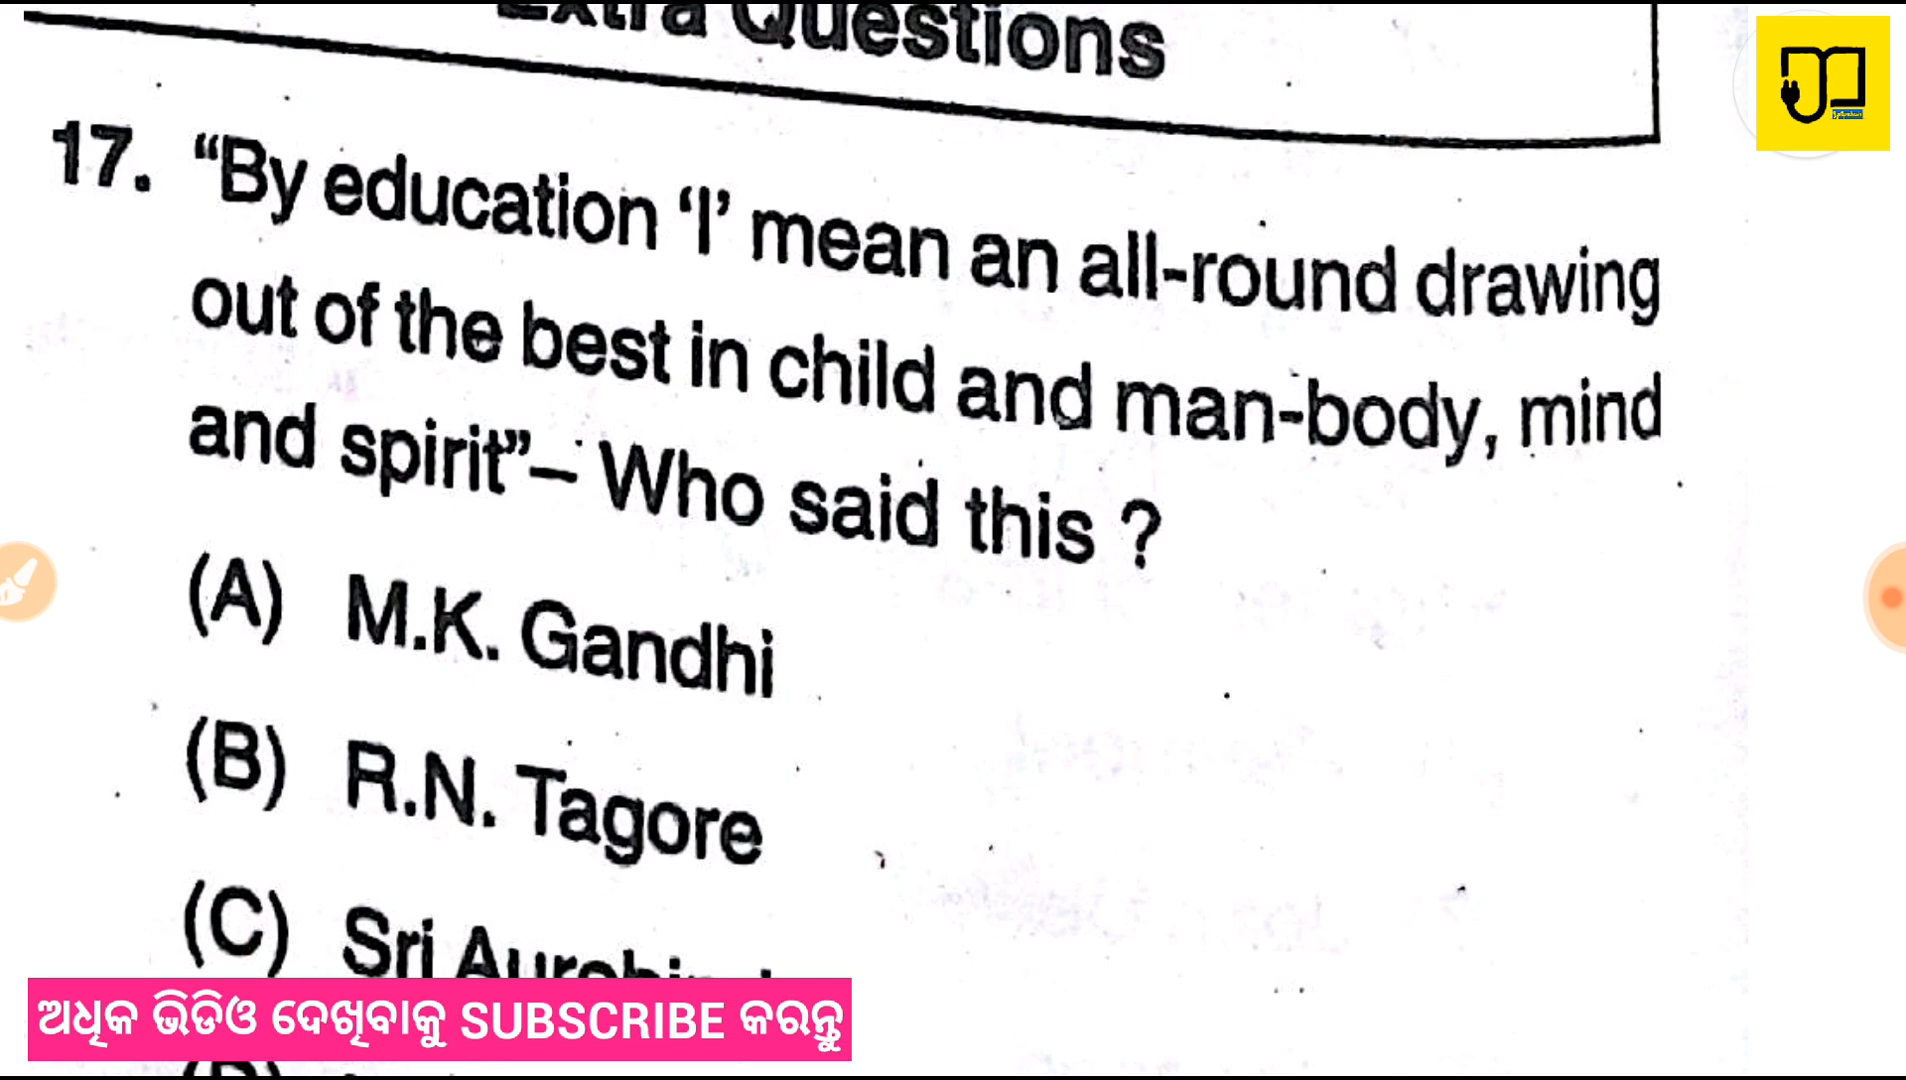 Extra Questions
17. “By education ‘I’ mean an all-round drawing
out of the best in child and man-body, mind
and spirit”– Who said this ?
(A) M.K. Gandhi
(B) R.N. Tagore
(C) Sri
ଅଧିକ ଭିଡିଓ ଦେଖିବାକୁ SUBSCRIBE କରନ୍ତୁ